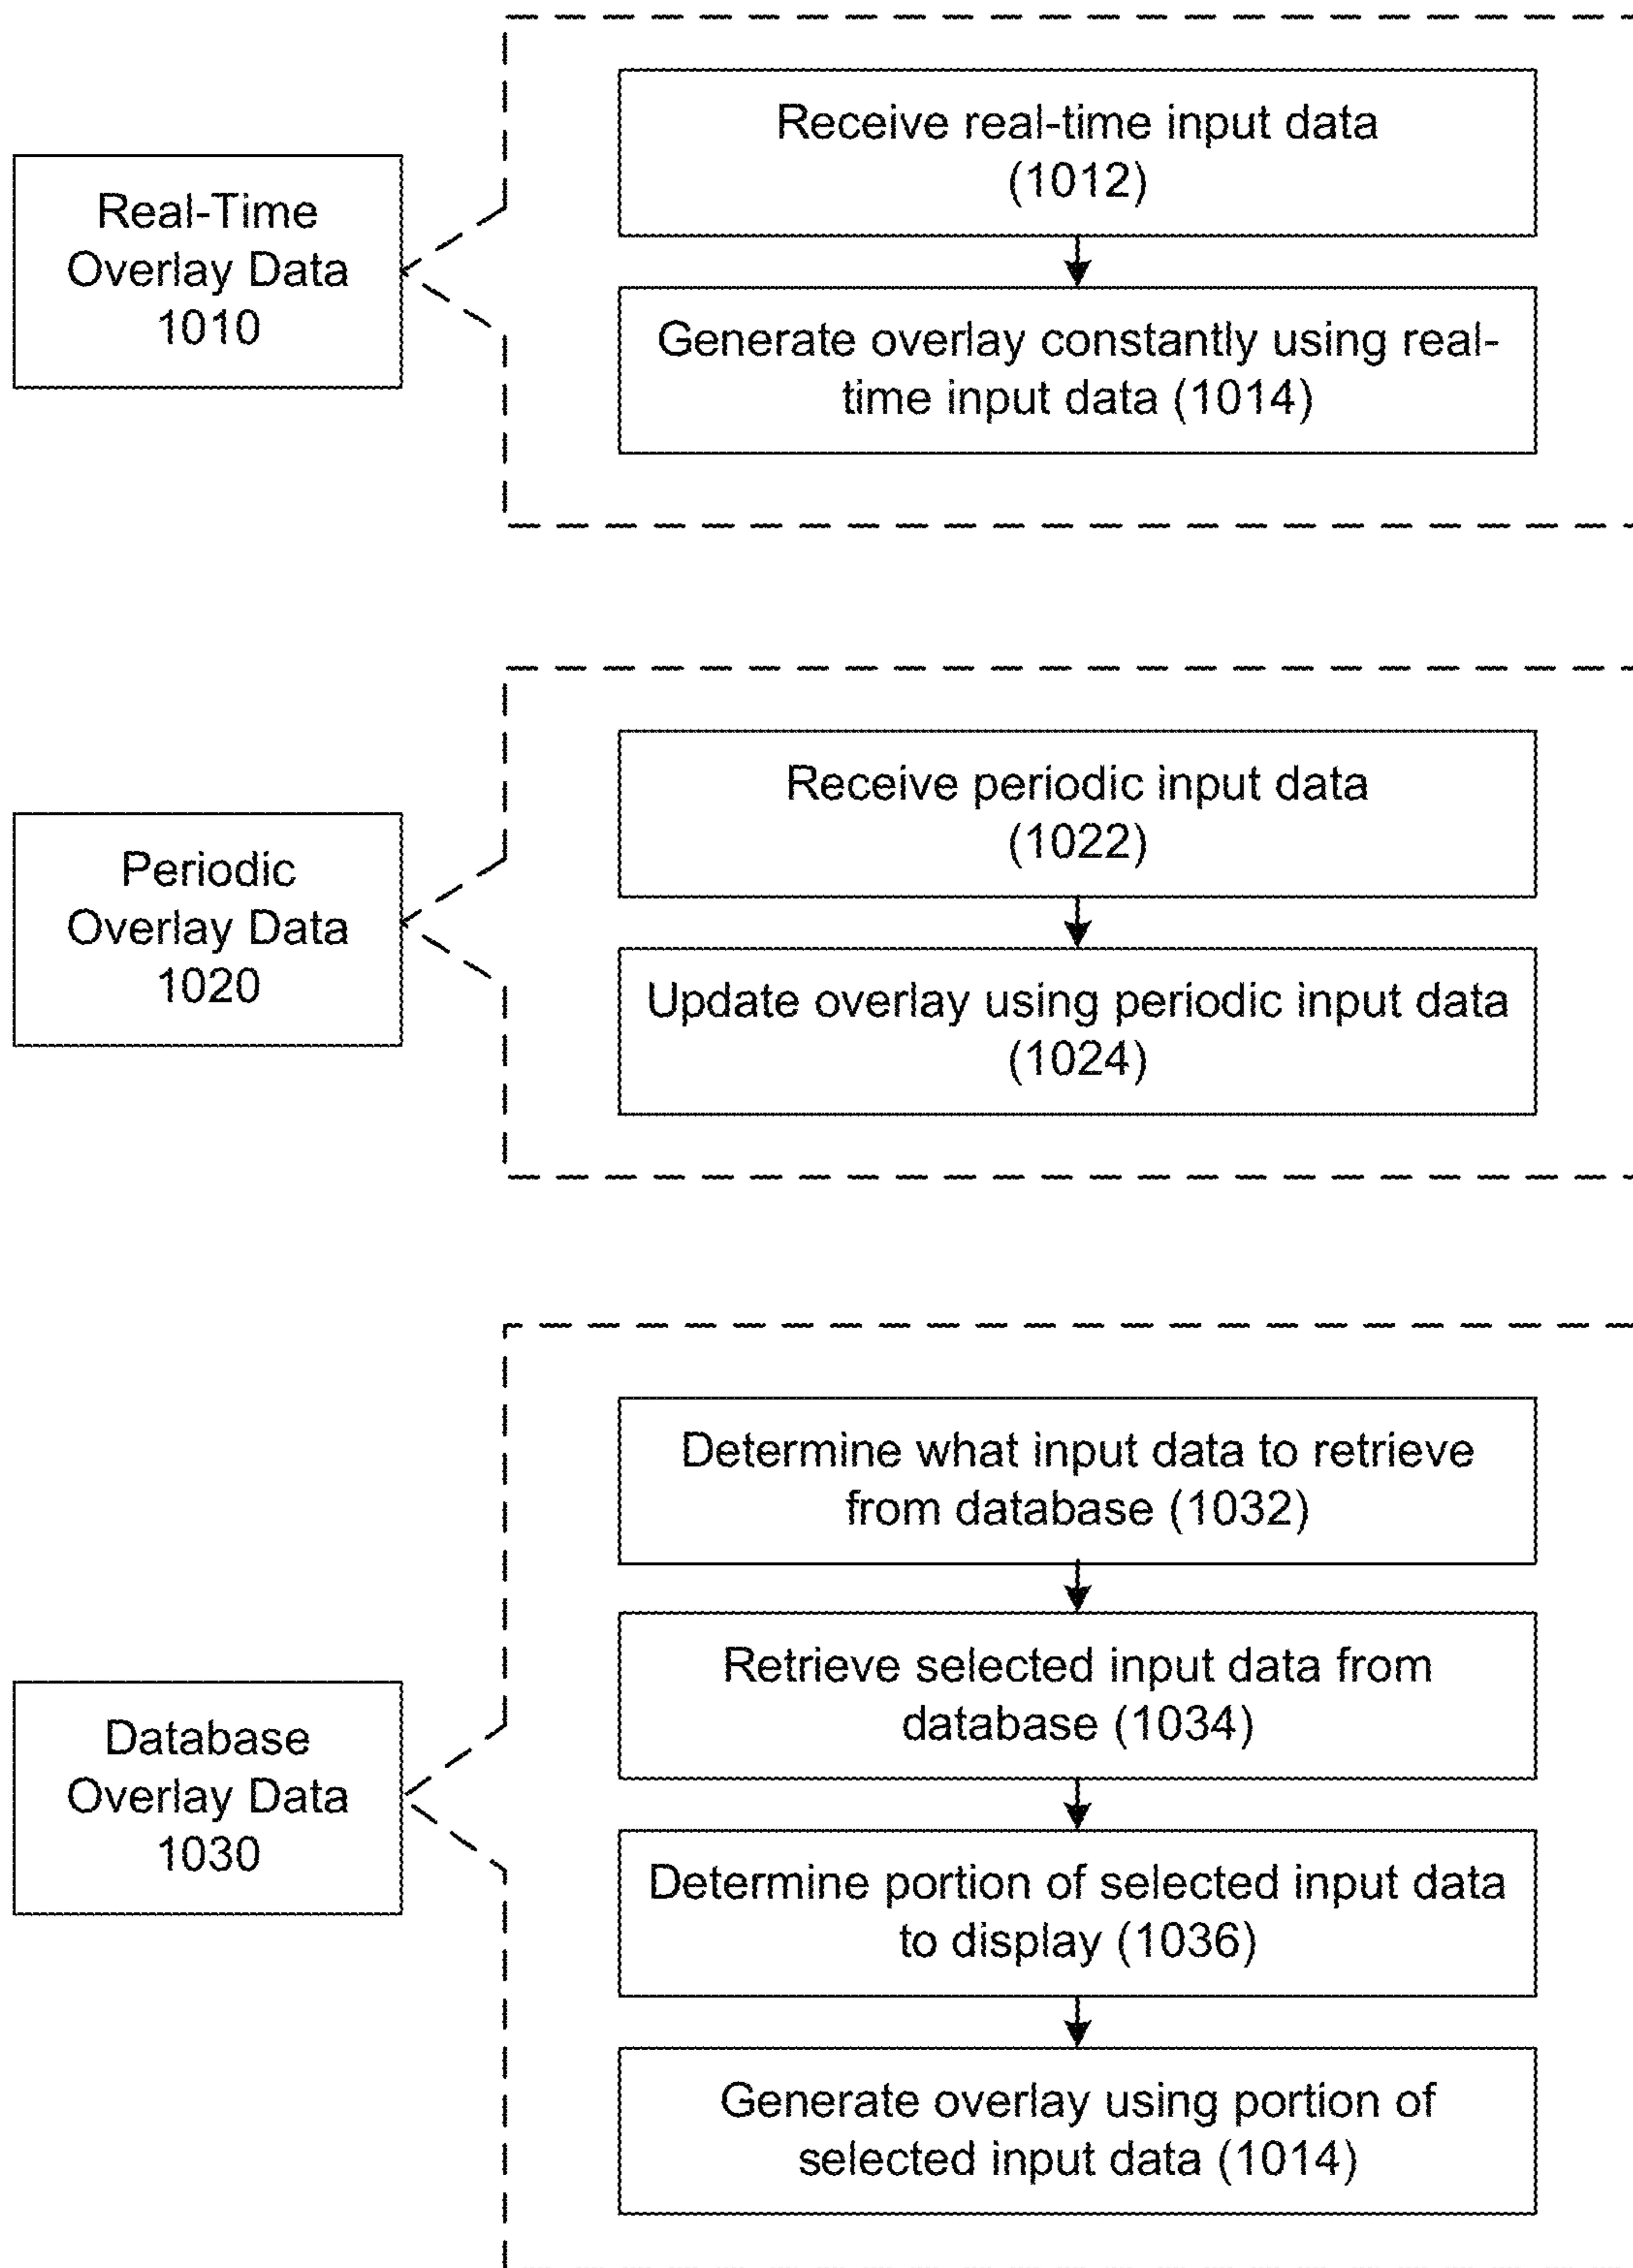 Real-Time
Overlay Data
1010
Receive real-time input data
(1012)
Generate overlay constantly using real-
time input data (1014)
Periodic
Overlay Data
1020
Receive periodic input data
(1022)
Update overlay using periodic input data
(1024)
Database
Overlay Data
1030
Determine what input data to retrieve
from database (1032)
Retrieve selected input data from
database (1034)
Determine portion of selected input data
to display (1036)
Generate overlay using portion of
selected input data (1014)